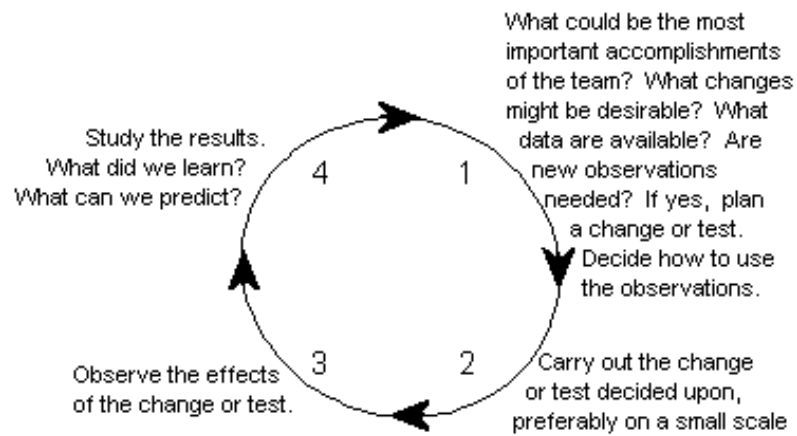 What could be the most
important accomplishments
of the team? What changes
might be desirable? What
data are available? Are
new observations
needed? If yes, plan
a change or test.
Decide how to use
the observations.
1
Carry out the change
or test decided upon,
preferably on a small scale
2
Observe the effects
of the change or test.
3
Study the results.
What did we learn?
What can we predict?
4